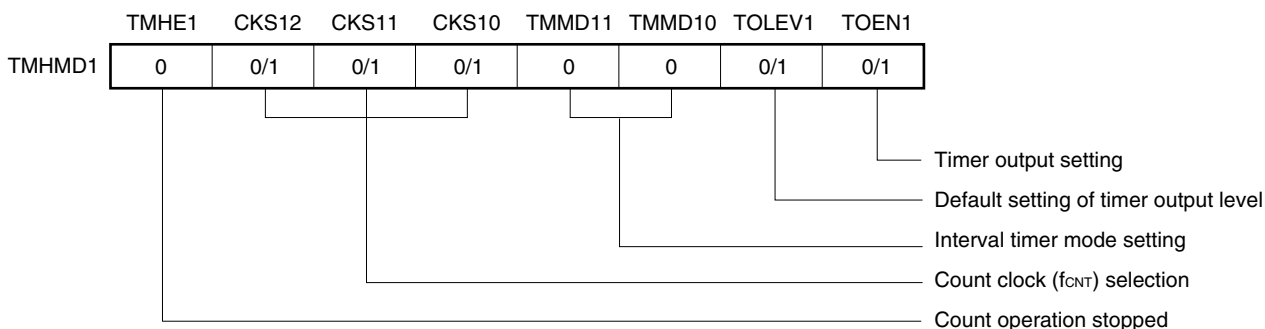 TMHE1 CKS12 CKS11 CKS10 TMMD11 TMMD10 TOLEV1 TOEN1
TMHMD1 0 0/1 0/1 0/1 0 0 0/1 0/1
Timer output setting
Default setting of timer output level
Interval timer mode setting
Count clock (fCNT) selection
Count operation stopped